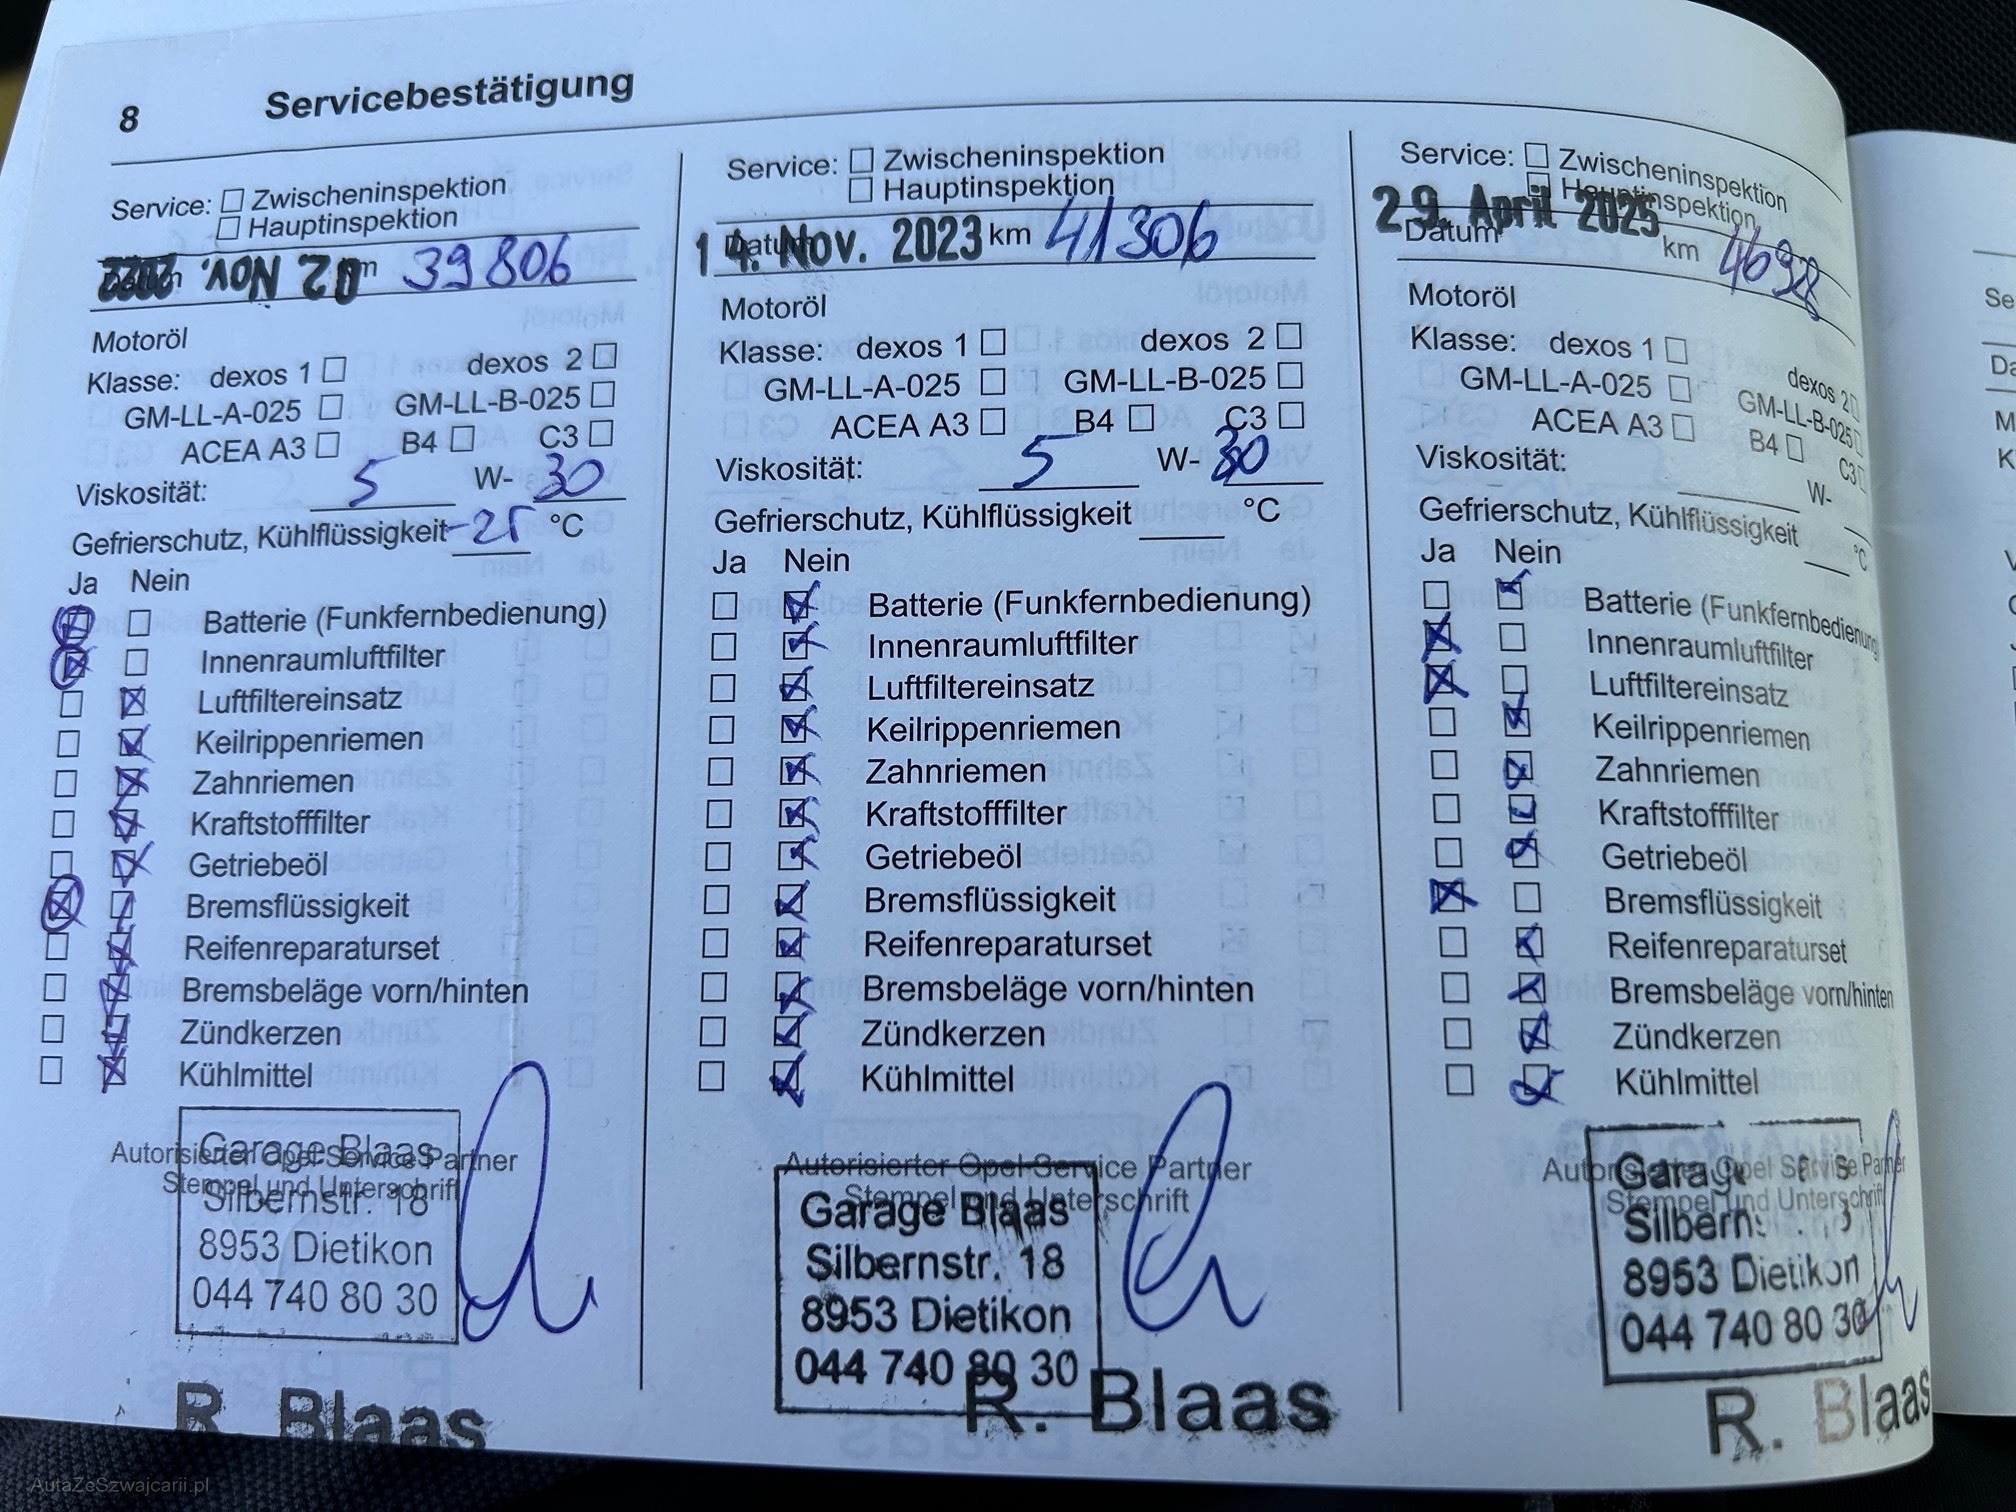 8 Servicebestätigung
Service: Zwischeninspektion
Hauptinspektion
02 NOV. 2022 39806
Motoröl
Klasse: dexos 1 dexos 2
GM-LL-A-025 GM-LL-B-025
ACEA A3 B4 C3
Viskosität: 5 W- 30
Gefrierschutz, Kühlflüssigkeit -25 °C
Ja Nein
Batterie (Funkfernbedienung)
Innenraumluftfilter
Luftfiltereinsatz
Keilrippenriemen
Zahnriemen
Kraftstofffilter
Getriebeöl
Bremsflüssigkeit
Reifenreparaturset
Bremsbeläge vorn/hinten
Zündkerzen
Kühlmittel
Autorisierter Opel Service Partner
Stempel und Unterschrift
Garage Blaas
Silbernstr. 18
8953 Dietikon
044 740 80 30
R. Blaas
Service: Zwischeninspektion
Hauptinspektion
Datum 14. Nov. 2023 km 41306
Motoröl
Klasse: dexos 1 dexos 2
GM-LL-A-025 GM-LL-B-025
ACEA A3 B4 C3
Viskosität: 5 W- 30
Gefrierschutz, Kühlflüssigkeit °C
Ja Nein
Batterie (Funkfernbedienung)
Innenraumluftfilter
Luftfiltereinsatz
Keilrippenriemen
Zahnriemen
Kraftstofffilter
Getriebeöl
Bremsflüssigkeit
Reifenreparaturset
Bremsbeläge vorn/hinten
Zündkerzen
Kühlmittel
Autorisierter Opel Service Partner
Stempel und Unterschrift
Garage Blaas
Silbernstr. 18
8953 Dietikon
044 740 80 30
R. Blaas
Service: Zwischeninspektion
Hauptinspektion
29. April 2025
Datum km
Motoröl
Klasse: dexos 1 dexos 2
GM-LL-A-025 GM-LL-B-025
ACEA A3 B4 C3
Viskosität: W-
Gefrierschutz, Kühlflüssigkeit °C
Ja Nein
Batterie (Funkfernbedienung)
Innenraumluftfilter
Luftfiltereinsatz
Keilrippenriemen
Zahnriemen
Kraftstofffilter
Getriebeöl
Bremsflüssigkeit
Reifenreparaturset
Bremsbeläge vorn/hinten
Zündkerzen
Kühlmittel
Autorisierter Opel Service Partner
Stempel und Unterschrift
8953 Dietikon
044 740 80 30
R. Blaas
AutaZeSzwajcarii.pl